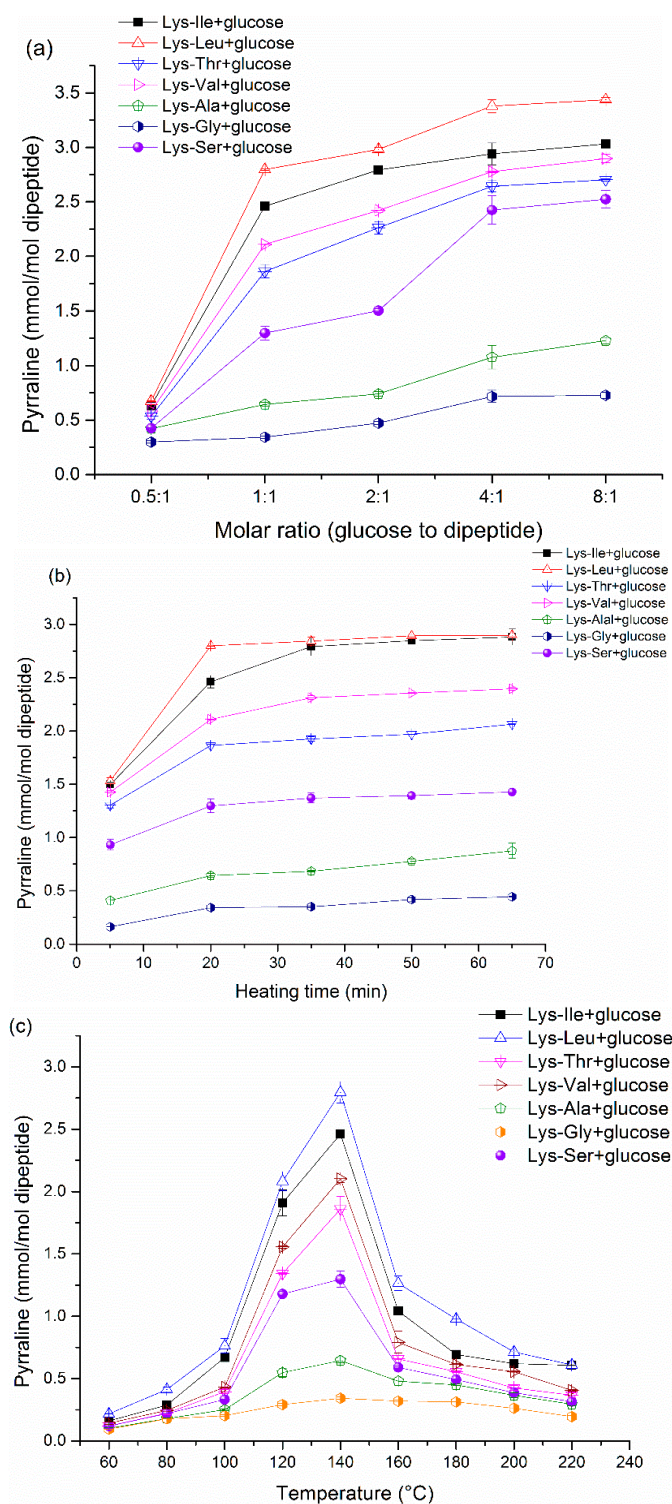 (a)
Lys-Ile+glucose
Lys-Leu+glucose
Lys-Thr+glucose
Lys-Val+glucose
Lys-Ala+glucose
Lys-Gly+glucose
Lys-Ser+glucose
Pyrraline (mmol/mol dipeptide)
3.5
3.0
2.5
2.0
1.5
1.0
0.5
0.0
0.5:1 1:1 2:1 4:1 8:1
Molar ratio (glucose to dipeptide)
(b)
Lys-Ile+glucose
Lys-Leu+glucose
Lys-Thr+glucose
Lys-Val+glucose
Lys-Alal+glucose
Lys-Gly+glucose
Lys-Ser+glucose
Pyrraline (mmol/mol dipeptide)
3.0
2.5
2.0
1.5
1.0
0.5
0.0
0 10 20 30 40 50 60 70
Heating time (min)
(c)
Lys-Ile+glucose
Lys-Leu+glucose
Lys-Thr+glucose
Lys-Val+glucose
Lys-Ala+glucose
Lys-Gly+glucose
Lys-Ser+glucose
Pyrraline (mmol/mol dipeptide)
3.0
2.5
2.0
1.5
1.0
0.5
0.0
60 80 100 120 140 160 180 200 220 240
Temperature (°C)